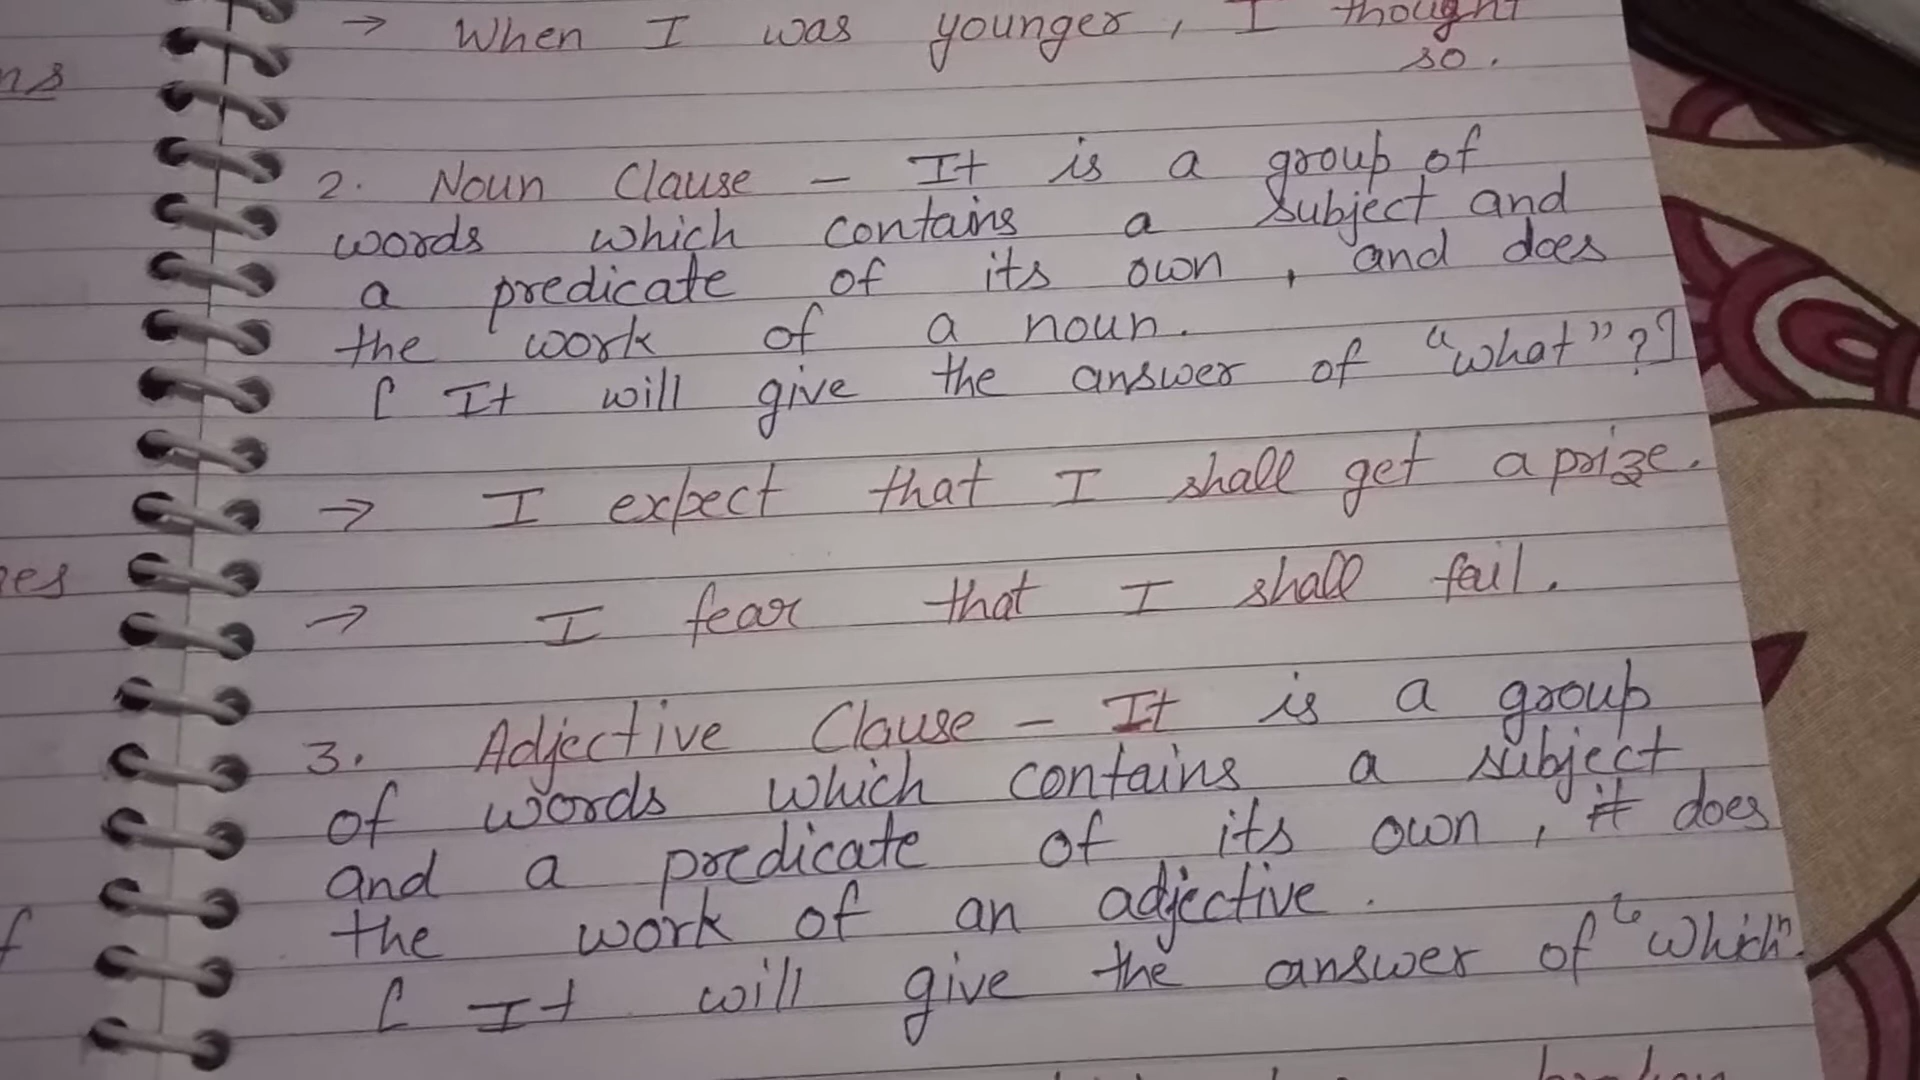 → When I was younger, I thought
so.
ns
2. Noun Clause – It is a group of
words which contains a subject and
a predicate of its own, and does
the work of a noun.
[ It will give the answer of "what"?]
→ I expect that I shall get a prize.
→ I fear that I shall fail.
3. Adjective Clause – It is a group
of words which contains a subject
and a predicate of its own, it does
the work of an adjective.
[ It will give the answer of "which"